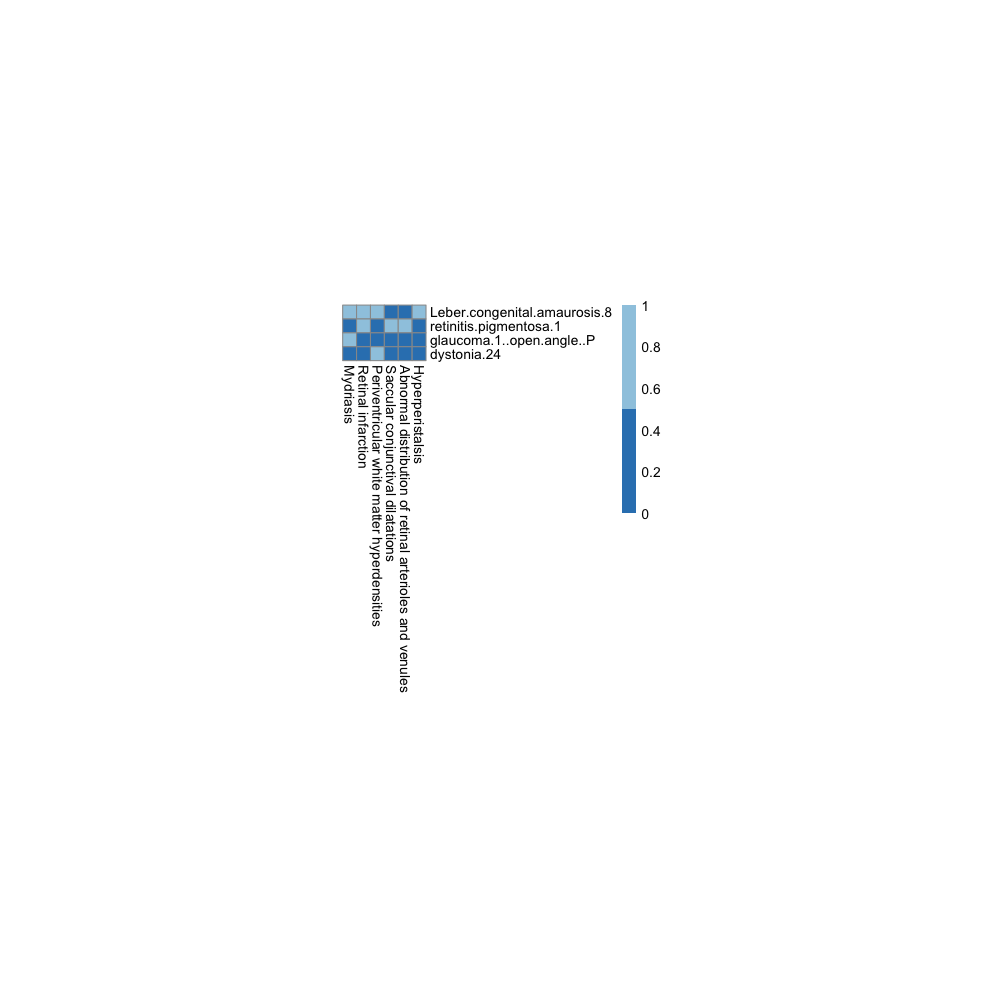 Leber.congenital.amaurosis.8
retinitis.pigmentosa.1
glaucoma.1..open.angle..P
dystonia.24
Mydriasis
Retinal infarction
Periventricular white matter hyperdensities
Saccular conjunctival dilatations
Abnormal distribution of retinal arterioles and venules
Hyperperistalsis
1
0.8
0.6
0.4
0.2
0